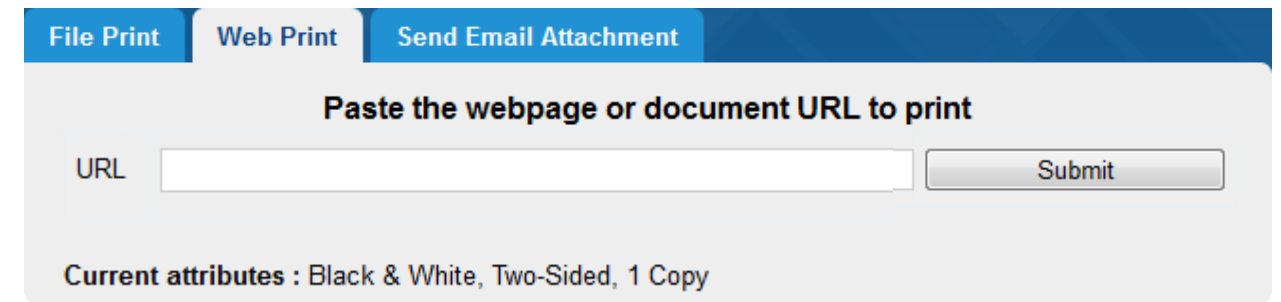 File Print Web Print Send Email Attachment
Paste the webpage or document URL to print
URL Submit
Current attributes : Black & White, Two-Sided, 1 Copy